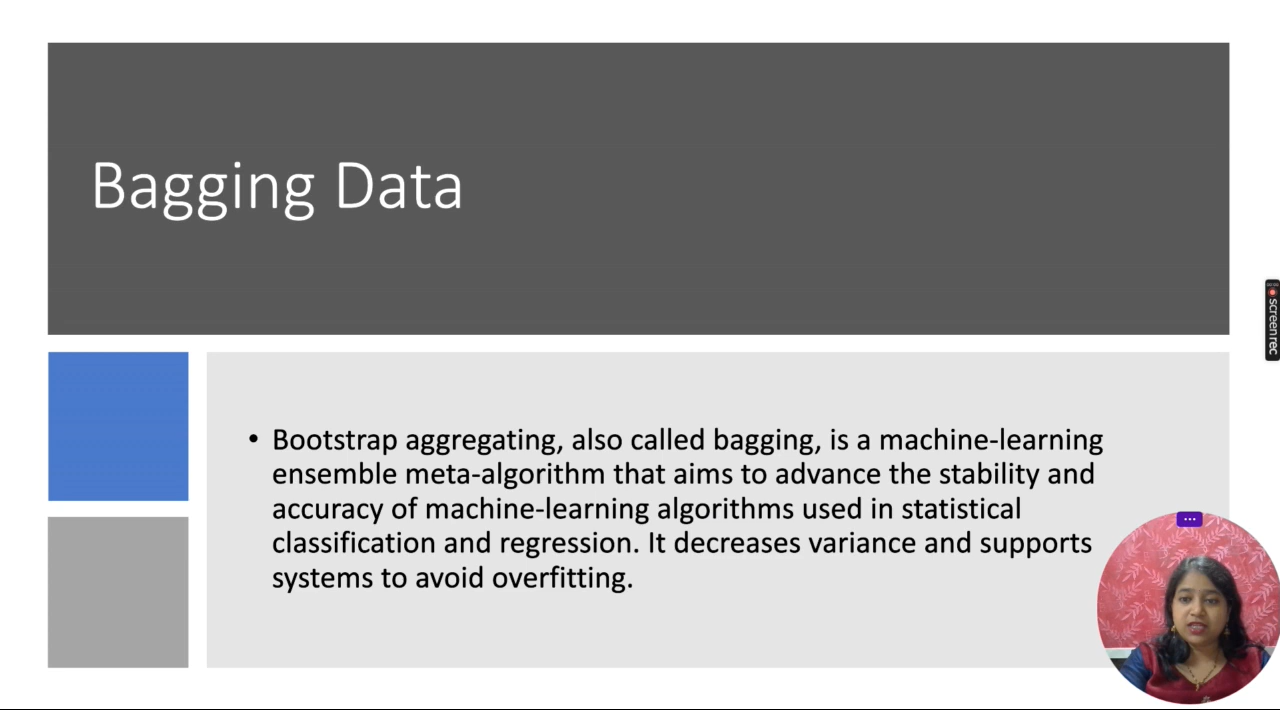 Bagging Data
• Bootstrap aggregating, also called bagging, is a machine-learning
ensemble meta-algorithm that aims to advance the stability and
accuracy of machine-learning algorithms used in statistical
classification and regression. It decreases variance and supports
systems to avoid overfitting.
screenrec